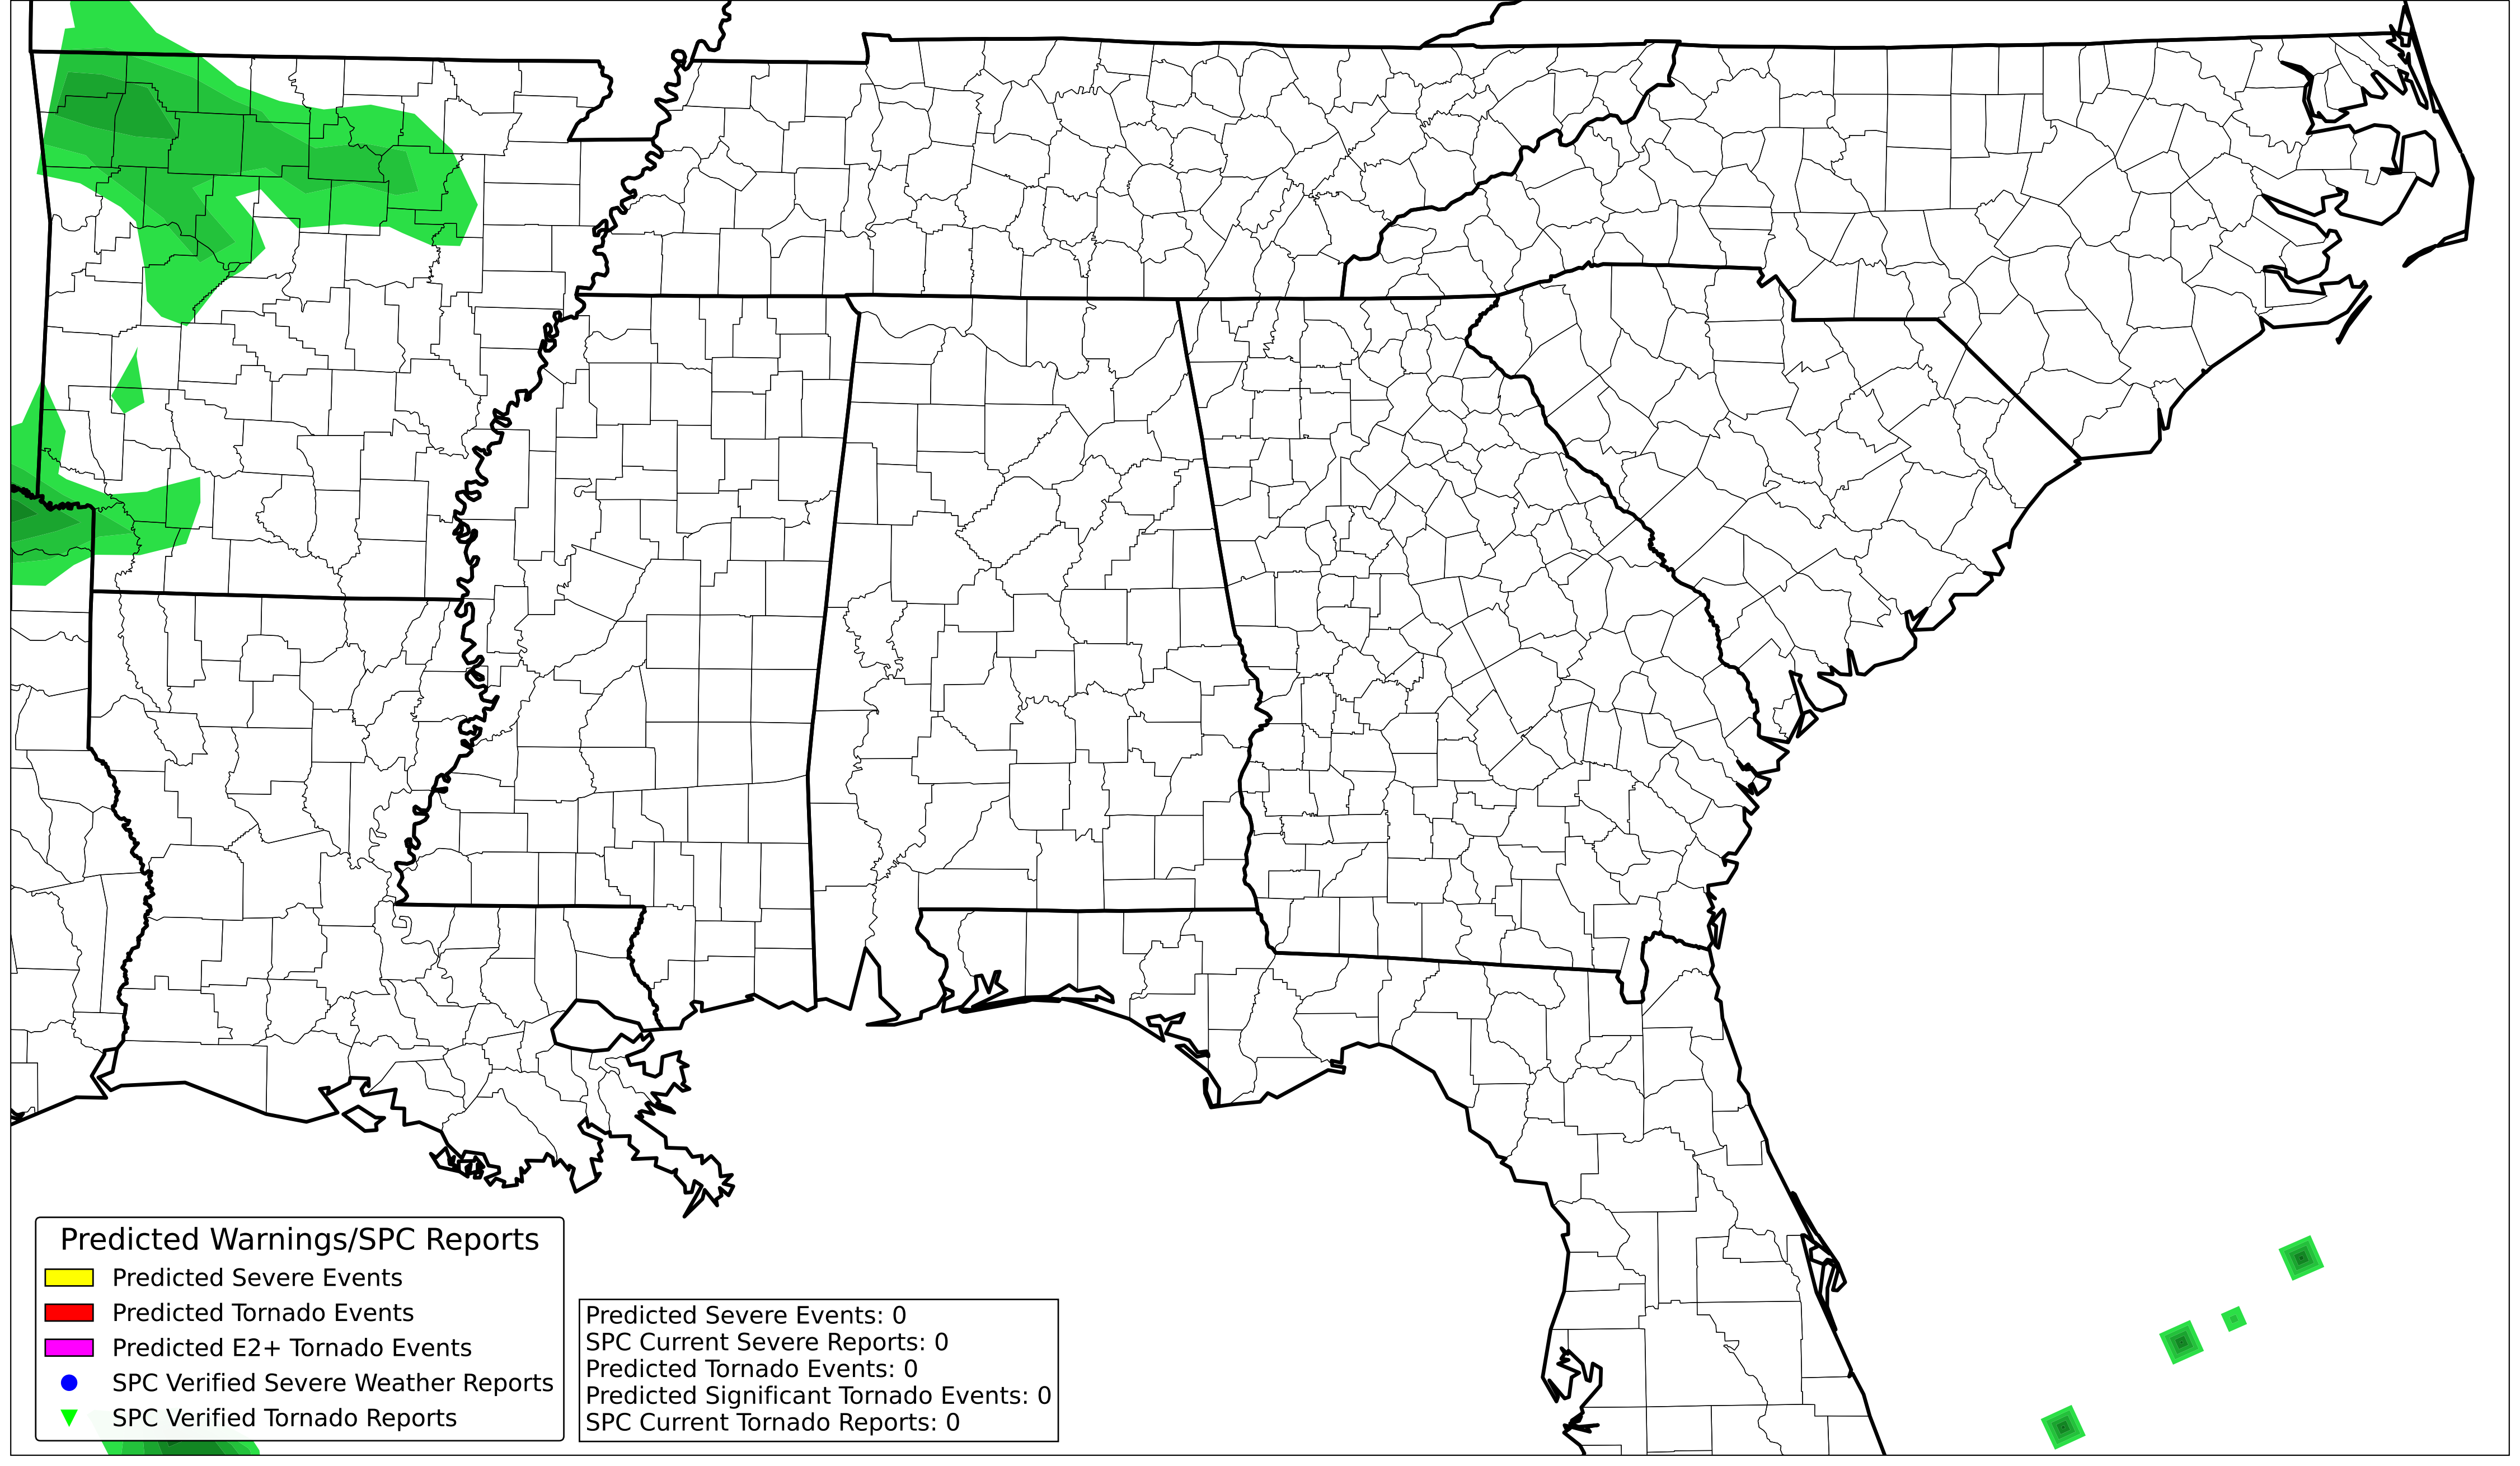 Predicted Warnings/SPC Reports
Predicted Severe Events
Predicted Tornado Events
Predicted E2+ Tornado Events
SPC Verified Severe Weather Reports
SPC Verified Tornado Reports
Predicted Severe Events: 0
SPC Current Severe Reports: 0
Predicted Tornado Events: 0
Predicted Significant Tornado Events: 0
SPC Current Tornado Reports: 0